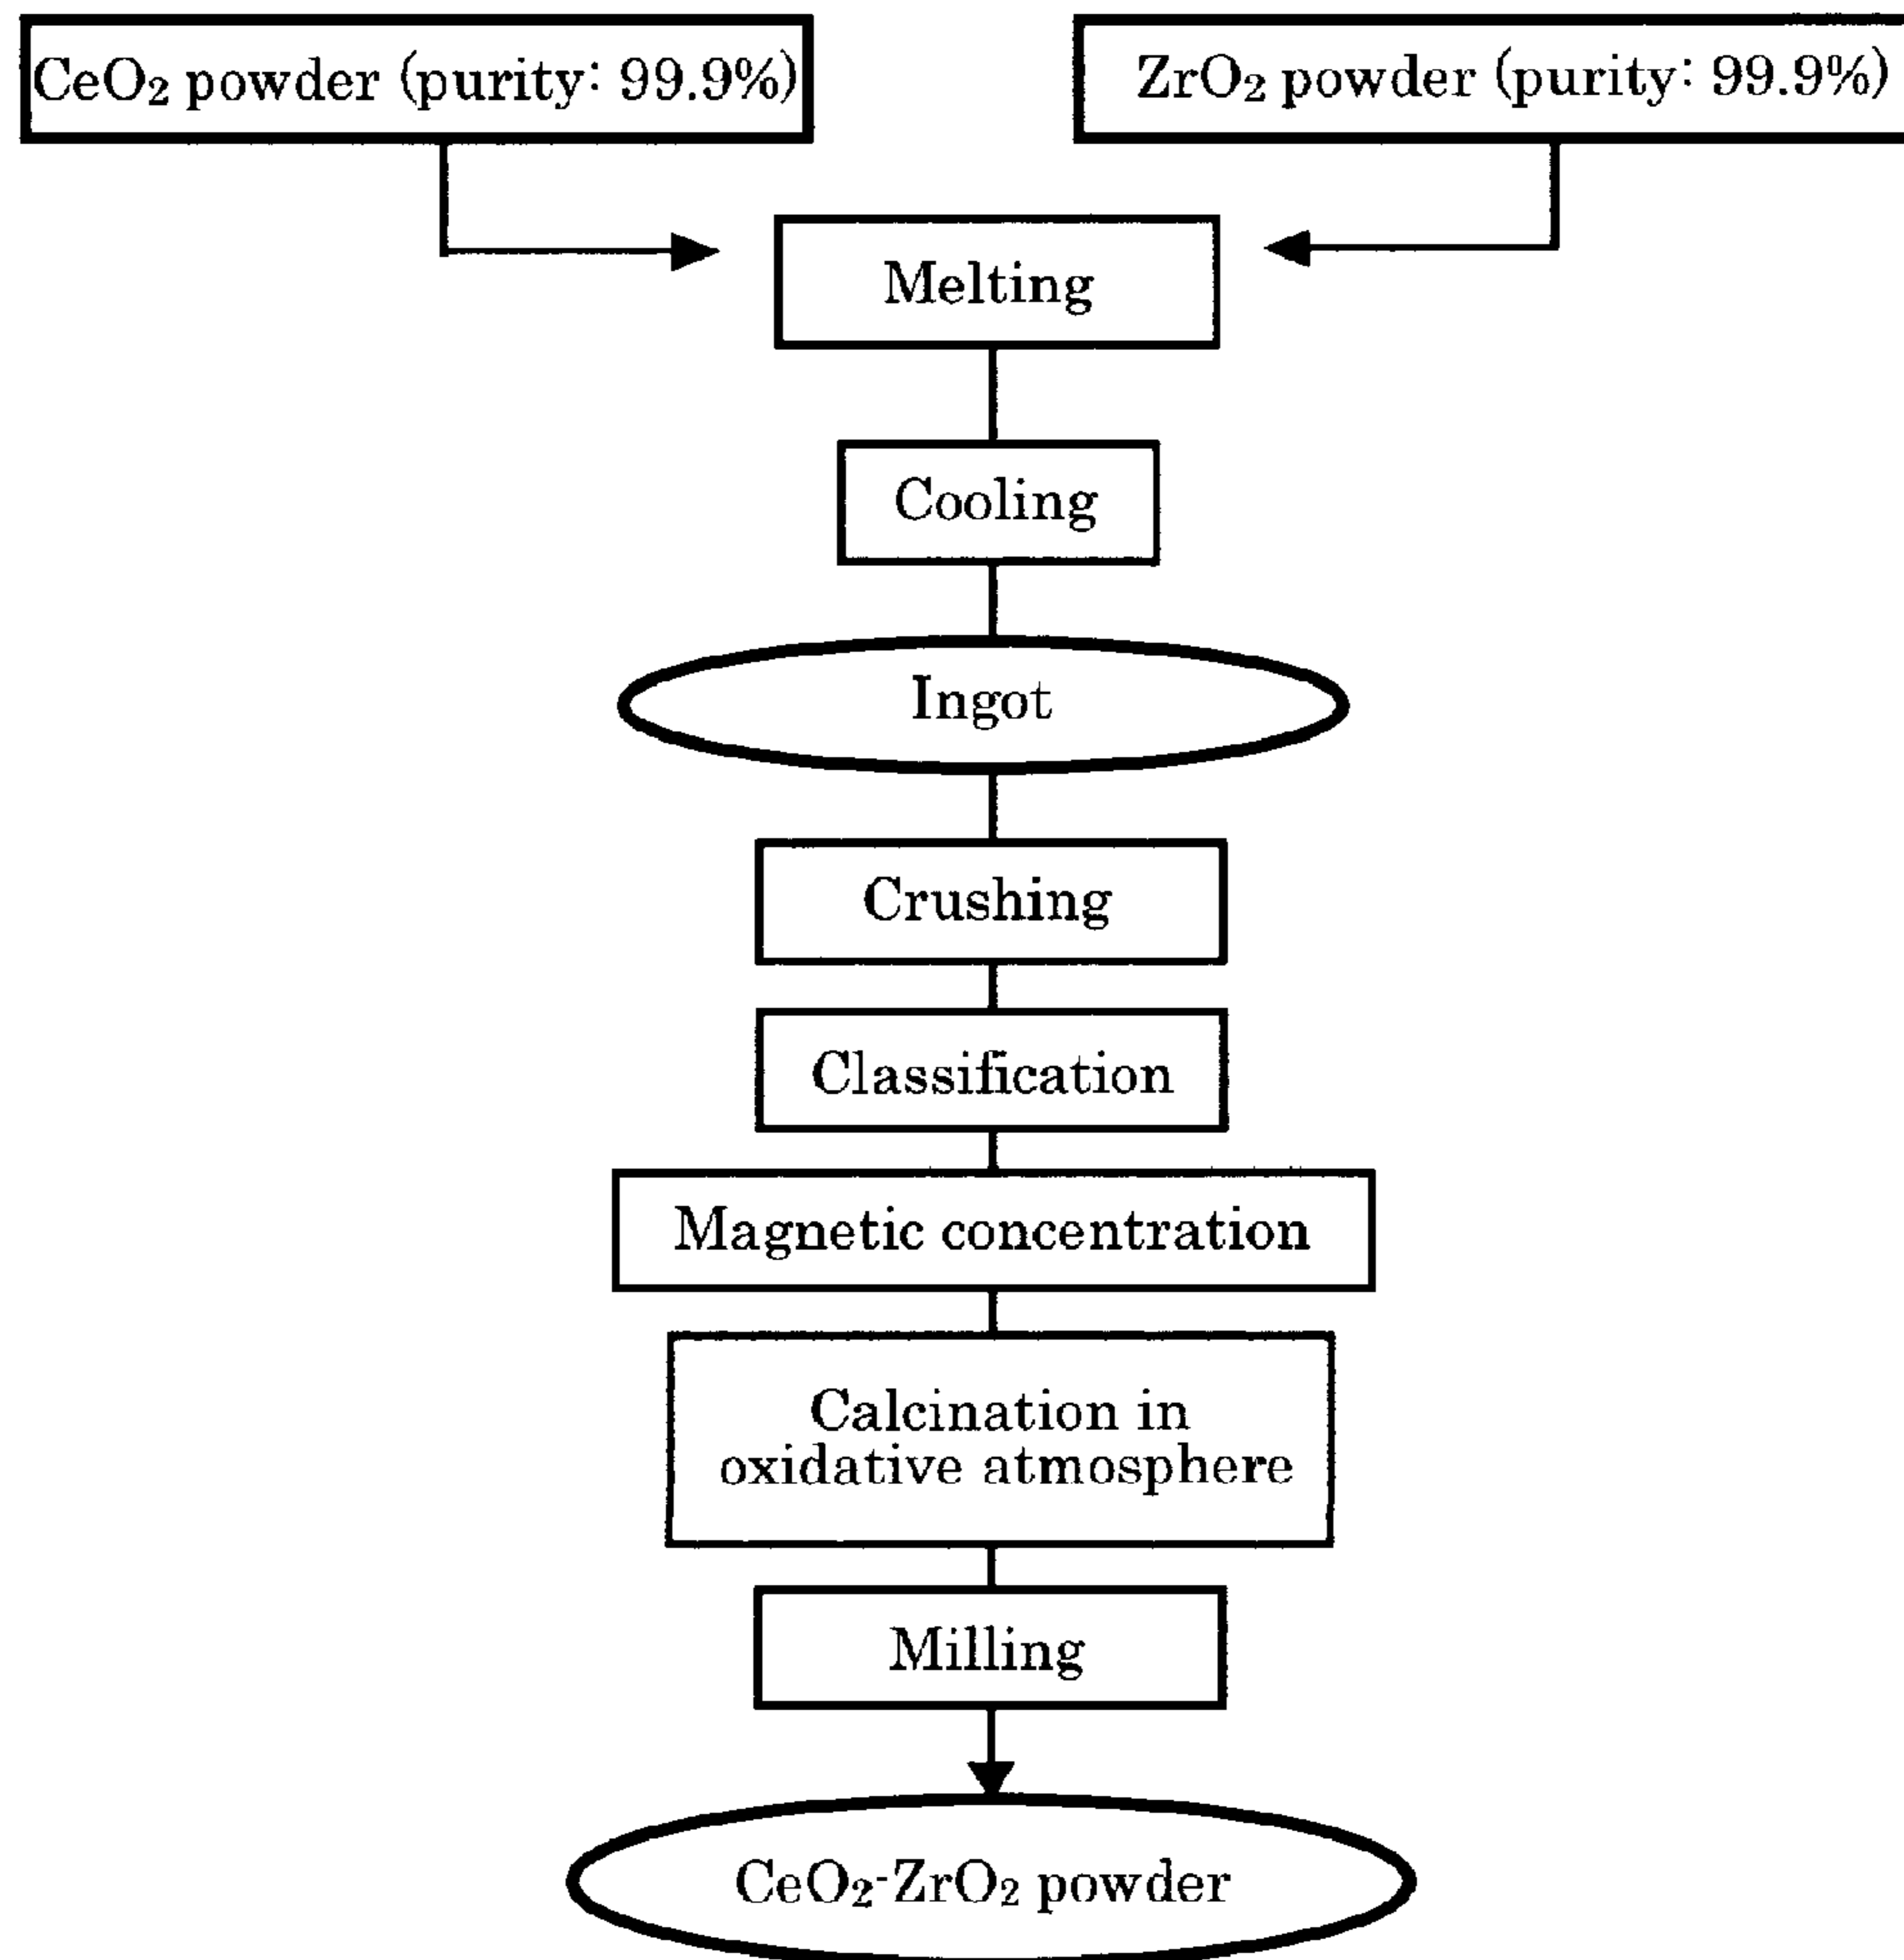 CeO₂ powder (purity: 99.9%)
ZrO₂ powder (purity: 99.9%)
Melting
Cooling
Ingot
Crushing
Classification
Magnetic concentration
Calcination in
oxidative atmosphere
Milling
CeO₂-ZrO₂ powder